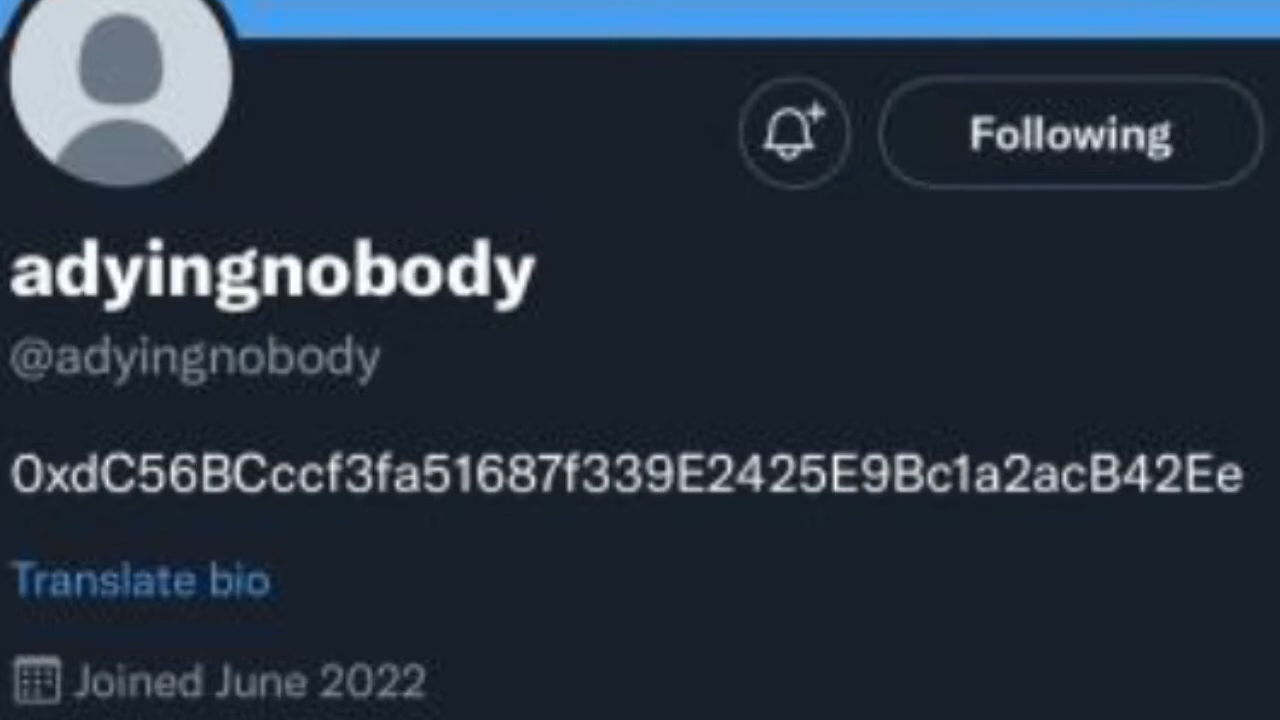 Following
adyingnobody
@adyingnobody
0xdC56BCccf3fa51687f339E2425E9Bc1a2acB42Ee
Translate bio
Joined June 2022